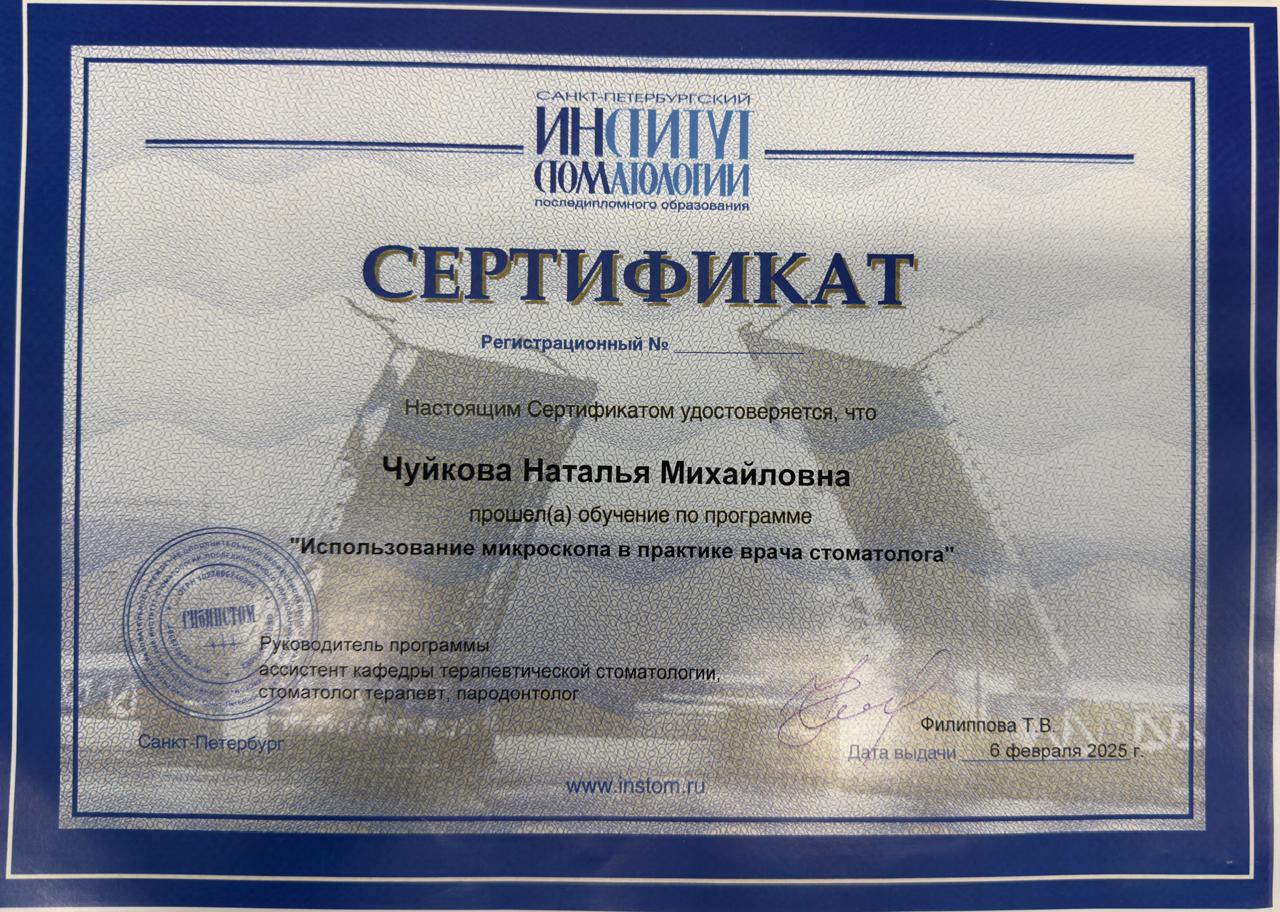 САНКТ-ПЕТЕРБУРГСКИЙ
ИНСТИТУТ
СТОМАТОЛОГИИ
последипломного образования
СЕРТИФИКАТ
Регистрационный №
Настоящим Сертификатом удостоверяется, что
Чуйкова Наталья Михайловна
прошел(а) обучение по программе
"Использование микроскопа в практике врача стоматолога"
СПбИНСТОМ
Руководитель программы
ассистент кафедры терапевтической стоматологии,
стоматолог терапевт, пародонтолог
Филиппова Т.В.
Санкт-Петербург
Дата выдачи 6 февраля 2025 г.
www.instom.ru